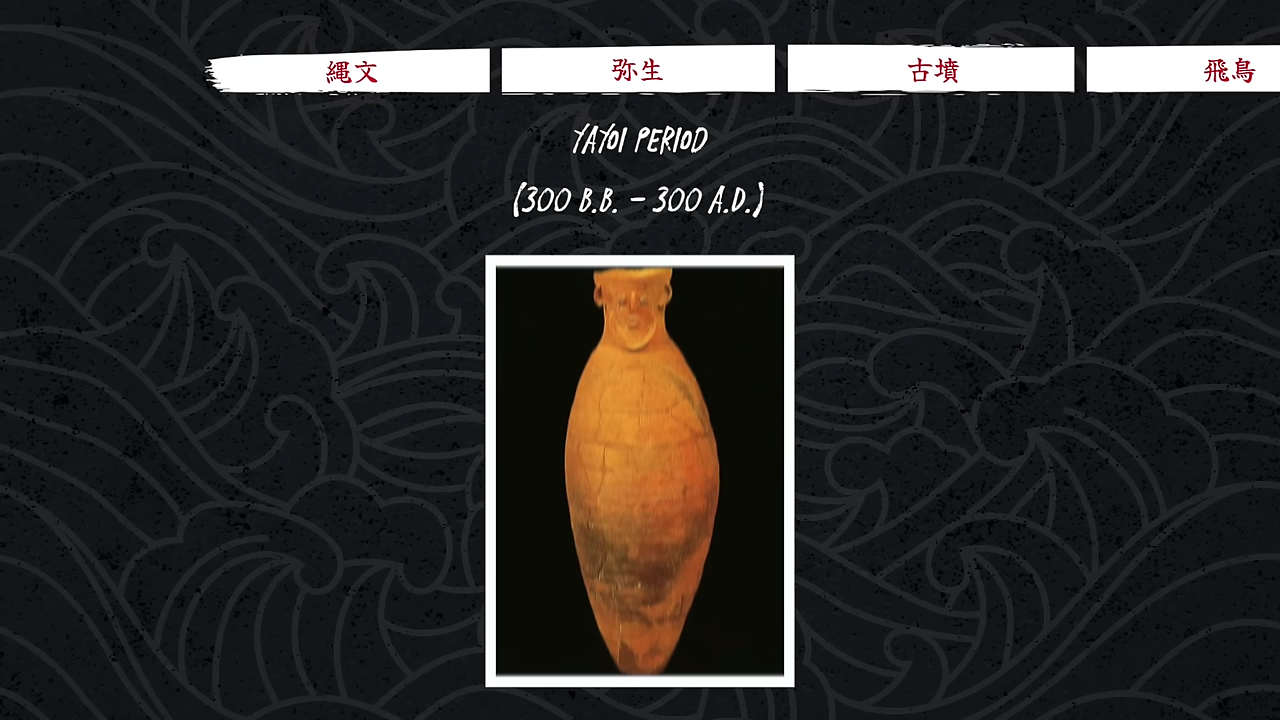 縄文 弥生 古墳 飛鳥
YAYOI PERIOD
(300 B.B. – 300 A.D.)